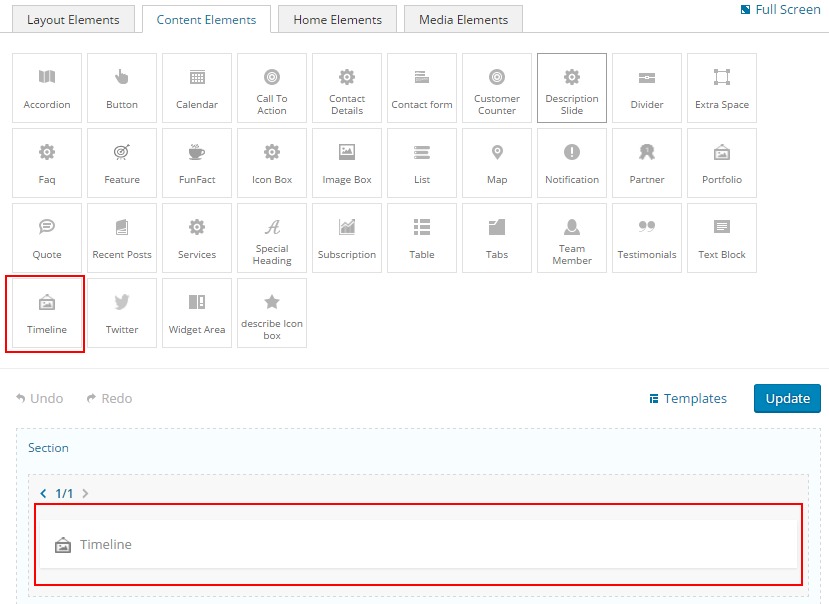 Layout Elements
Content Elements
Home Elements
Media Elements
Full Screen
Accordion
Button
Calendar
Call To
Action
Contact
Details
Contact form
Customer
Counter
Description
Slide
Divider
Extra Space
Faq
Feature
FunFact
Icon Box
Image Box
List
Map
Notification
Partner
Portfolio
Quote
Recent Posts
Services
Special
Heading
Subscription
Table
Tabs
Team
Member
Testimonials
Text Block
Timeline
Twitter
Widget Area
describe Icon
box
Undo
Redo
Templates
Update
Section
1/1
Timeline